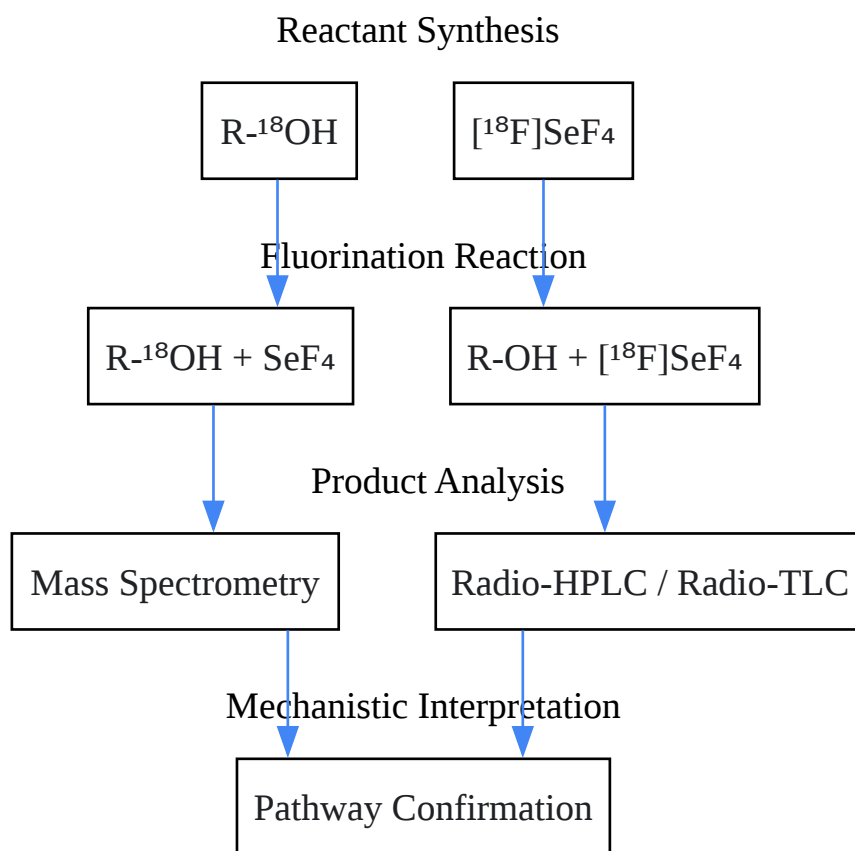 Reactant Synthesis
R-¹⁸OH
[¹⁸F]SeF₄
Fluorination Reaction
R-¹⁸OH + SeF₄
R-OH + [¹⁸F]SeF₄
Product Analysis
Mass Spectrometry
Radio-HPLC / Radio-TLC
Mechanistic Interpretation
Pathway Confirmation